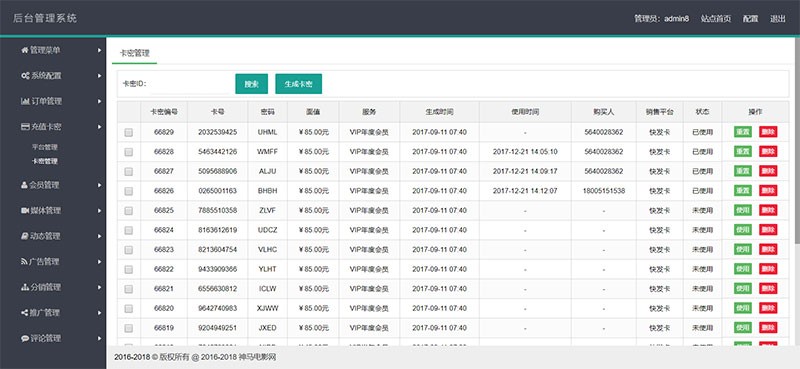 后台管理系统
管理员：admin8 站点首页 配置 退出
管理菜单
系统配置
订单管理
充值卡密
平台管理
卡密管理
会员管理
媒体管理
动态管理
广告管理
分销管理
推广管理
评论管理
卡密管理
卡密ID： 搜索 生成卡密
卡密编号 卡号 密码 面值 服务 生成时间 使用时间 购买人 销售平台 状态 操作
66829 2032539425 UHML ¥85.00元 VIP年度会员 2017-09-11 07:40 - 5640028362 快发卡 已使用 重置 删除
66828 5463442126 WMFF ¥85.00元 VIP年度会员 2017-09-11 07:40 2017-12-21 14:05:10 5640028362 快发卡 已使用 重置 删除
66827 5095688906 ALJU ¥85.00元 VIP年度会员 2017-09-11 07:40 2017-12-21 14:09:17 5640028362 快发卡 已使用 重置 删除
66826 0265001163 BHBH ¥85.00元 VIP年度会员 2017-09-11 07:40 2017-12-21 14:12:07 18005151538 快发卡 已使用 重置 删除
66825 7885510358 ZLVF ¥85.00元 VIP年度会员 2017-09-11 07:40 - - 快发卡 未使用 使用 删除
66824 8163612619 UDCZ ¥85.00元 VIP年度会员 2017-09-11 07:40 - - 快发卡 未使用 使用 删除
66823 8213604754 VLHC ¥85.00元 VIP年度会员 2017-09-11 07:40 - - 快发卡 未使用 使用 删除
66822 9433909366 YLHT ¥85.00元 VIP年度会员 2017-09-11 07:40 - - 快发卡 未使用 使用 删除
66821 6556630812 ICLW ¥85.00元 VIP年度会员 2017-09-11 07:40 - - 快发卡 未使用 使用 删除
66820 9642740983 XJWW ¥85.00元 VIP年度会员 2017-09-11 07:40 - - 快发卡 未使用 使用 删除
66819 9204949251 JXED ¥85.00元 VIP年度会员 2017-09-11 07:40 - - 快发卡 未使用 使用 删除
2016-2018 © 版权所有 @ 2016-2018 神马电影网